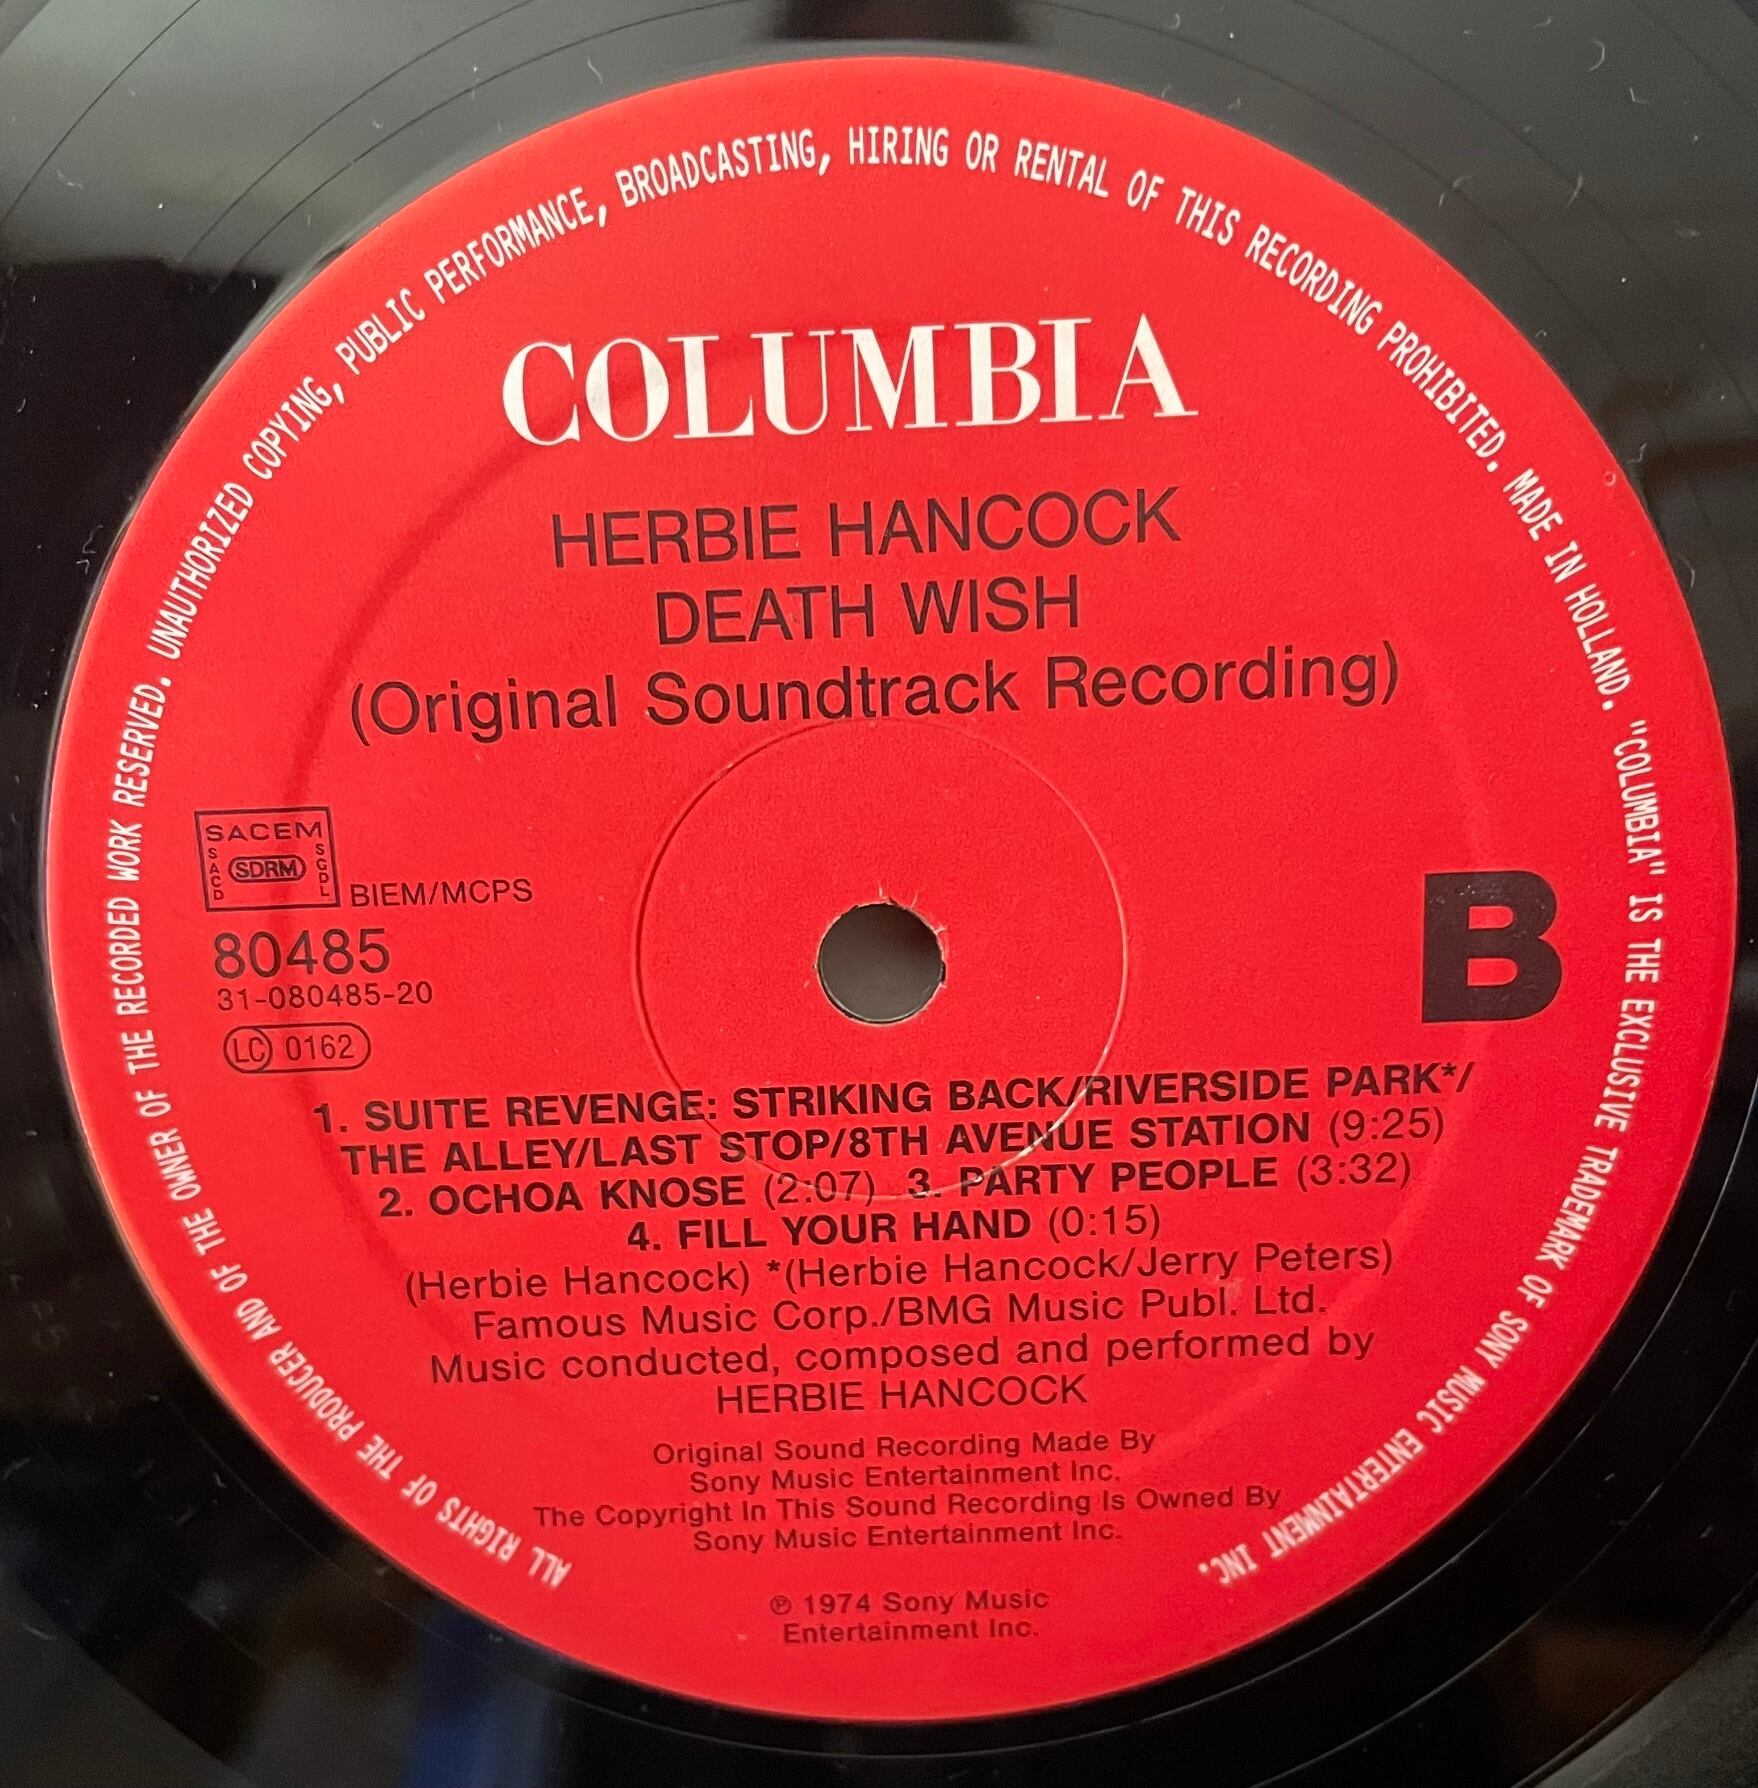 ALL RIGHTS OF THE PRODUCER AND OF THE OWNER OF THE RECORDED WORK RESERVED. UNAUTHORIZED COPYING, PUBLIC PERFORMANCE, BROADCASTING, HIRING OR RENTAL OF THIS RECORDING PROHIBITED. MADE IN HOLLAND. "COLUMBIA" IS THE EXCLUSIVE TRADEMARK OF SONY MUSIC ENTERTAINMENT INC.
COLUMBIA
HERBIE HANCOCK
DEATH WISH
(Original Soundtrack Recording)
SACEM
SACD
SDRM
SGDL
BIEM/MCPS
80485
31-080485-20
LC 0162
B
1. SUITE REVENGE: STRIKING BACK/RIVERSIDE PARK*/
THE ALLEY/LAST STOP/8TH AVENUE STATION (9:25)
2. OCHOA KNOSE (2:07) 3. PARTY PEOPLE (3:32)
4. FILL YOUR HAND (0:15)
(Herbie Hancock) *(Herbie Hancock/Jerry Peters)
Famous Music Corp./BMG Music Publ. Ltd.
Music conducted, composed and performed by
HERBIE HANCOCK
Original Sound Recording Made By
Sony Music Entertainment Inc.
The Copyright In This Sound Recording Is Owned By
Sony Music Entertainment Inc.
℗ 1974 Sony Music
Entertainment Inc.